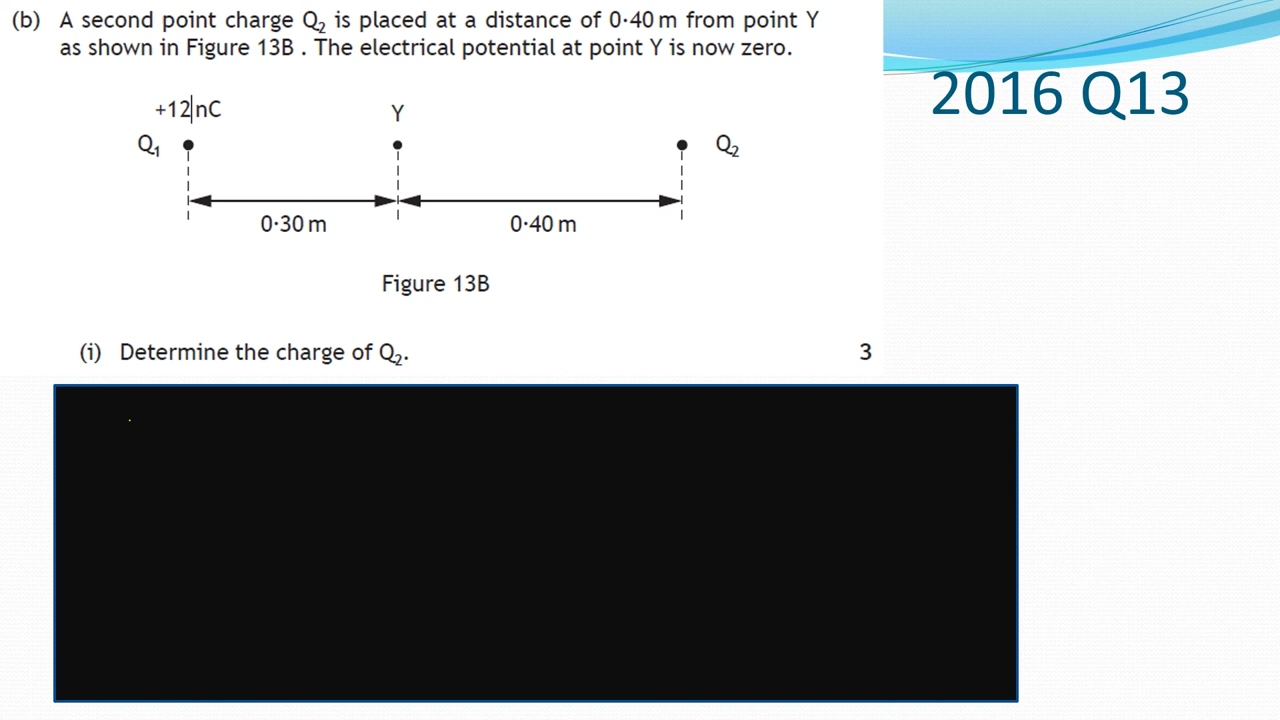 (b) A second point charge Q₂ is placed at a distance of 0·40 m from point Y
as shown in Figure 13B . The electrical potential at point Y is now zero.
2016 Q13
+12 nC
Y
Q₁
Q₂
0·30 m
0·40 m
Figure 13B
(i) Determine the charge of Q₂.
3